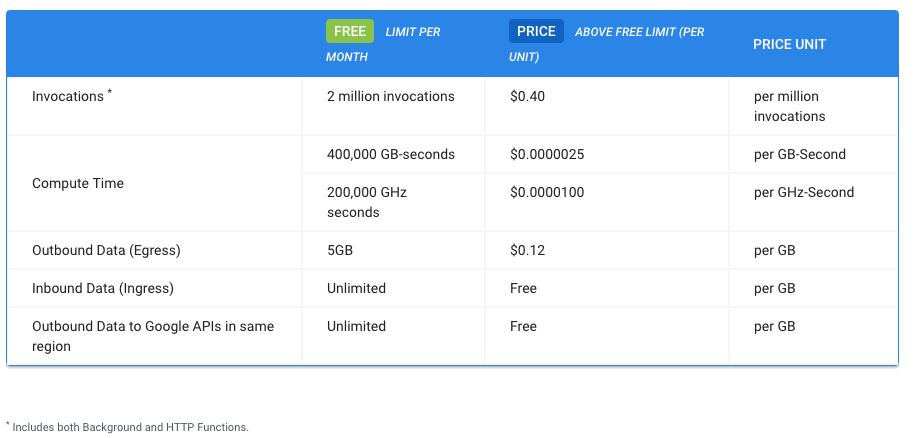 FREE LIMIT PER
MONTH
PRICE ABOVE FREE LIMIT (PER
UNIT)
PRICE UNIT
Invocations *
2 million invocations
$0.40
per million
invocations
Compute Time
400,000 GB-seconds
$0.0000025
per GB-Second
200,000 GHz
seconds
$0.0000100
per GHz-Second
Outbound Data (Egress)
5GB
$0.12
per GB
Inbound Data (Ingress)
Unlimited
Free
per GB
Outbound Data to Google APIs in same
region
Unlimited
Free
per GB
* Includes both Background and HTTP Functions.